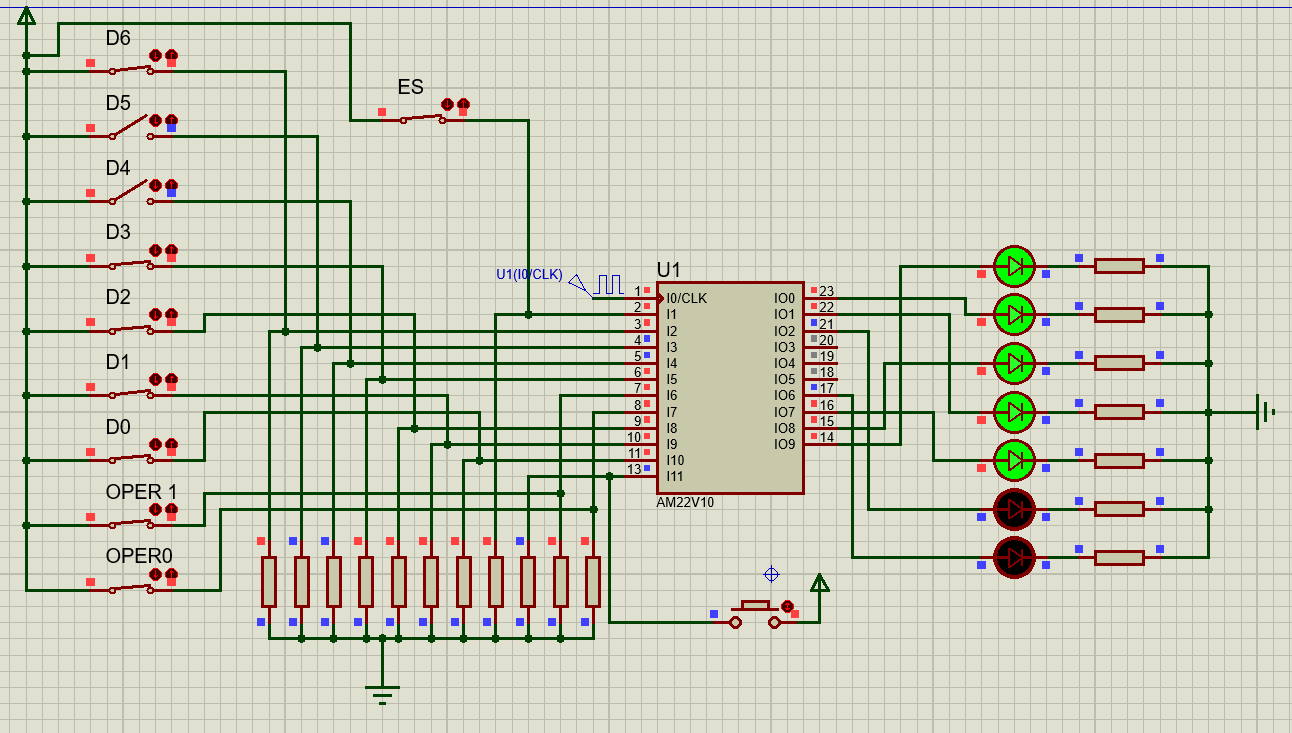 D6
D5
D4
D3
D2
D1
D0
OPER 1
OPER0
ES
U1(I0/CLK)
U1
1 I0/CLK IO0 23
2 I1 IO1 22
3 I2 IO2 21
4 I3 IO3 20
5 I4 IO4 19
6 I5 IO5 18
7 I6 IO6 17
8 I7 IO7 16
9 I8 IO8 15
10 I9 IO9 14
11 I10
13 I11
AM22V10